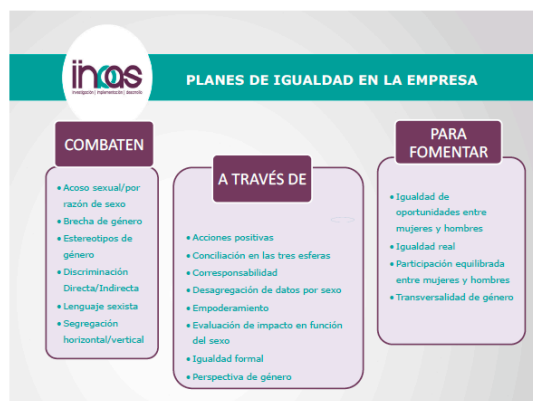 iinoas
investigación | implementación | desarrollo
PLANES DE IGUALDAD EN LA EMPRESA
COMBATEN
• Acoso sexual/por
razón de sexo
• Brecha de género
• Estereotipos de
género
• Discriminación
Directa/Indirecta
• Lenguaje sexista
• Segregación
horizontal/vertical
A TRAVÉS DE
• Acciones positivas
• Conciliación en las tres esferas
• Corresponsabilidad
• Desagregación de datos por sexo
• Empoderamiento
• Evaluación de impacto en función
del sexo
• Igualdad formal
• Perspectiva de género
PARA
FOMENTAR
• Igualdad de
oportunidades entre
mujeres y hombres
• Igualdad real
• Participación equilibrada
entre mujeres y hombres
• Transversalidad de género